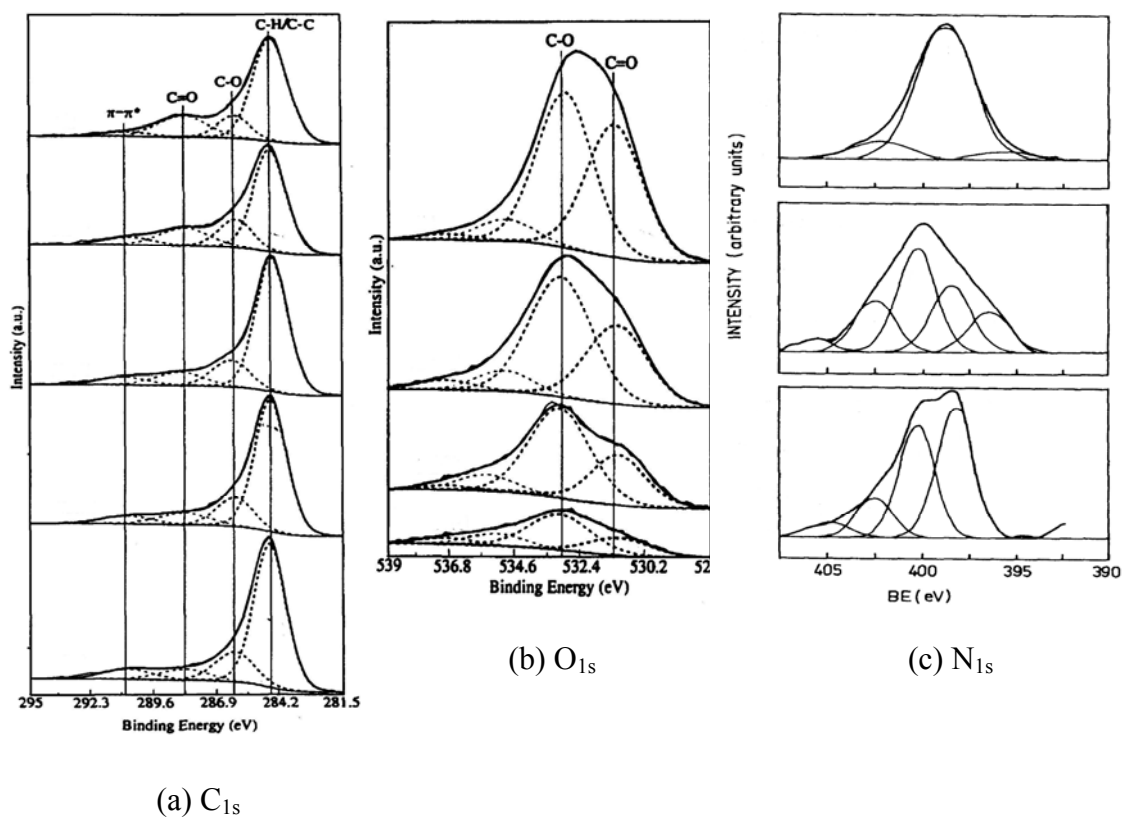 C-H/C-C
C-O
C=O
π-π*
Intensity (a.u.)
295 292.3 289.6 286.9 284.2 281.5
Binding Energy (eV)
(a) C1s
C-O
C=O
Intensity (a.u.)
539 536.8 534.6 532.4 530.2 52
Binding Energy (eV)
(b) O1s
INTENSITY (arbitrary units)
405 400 395 390
BE (eV)
(c) N1s